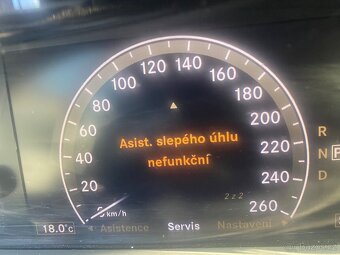 120 140
100 160
80 180
60 200
40 220
20 240
260
Asist. slepého úhlu
nefunkční
2 z 2
km/h
18.0°C
Asistence Servis Nastavení
R
N P
D